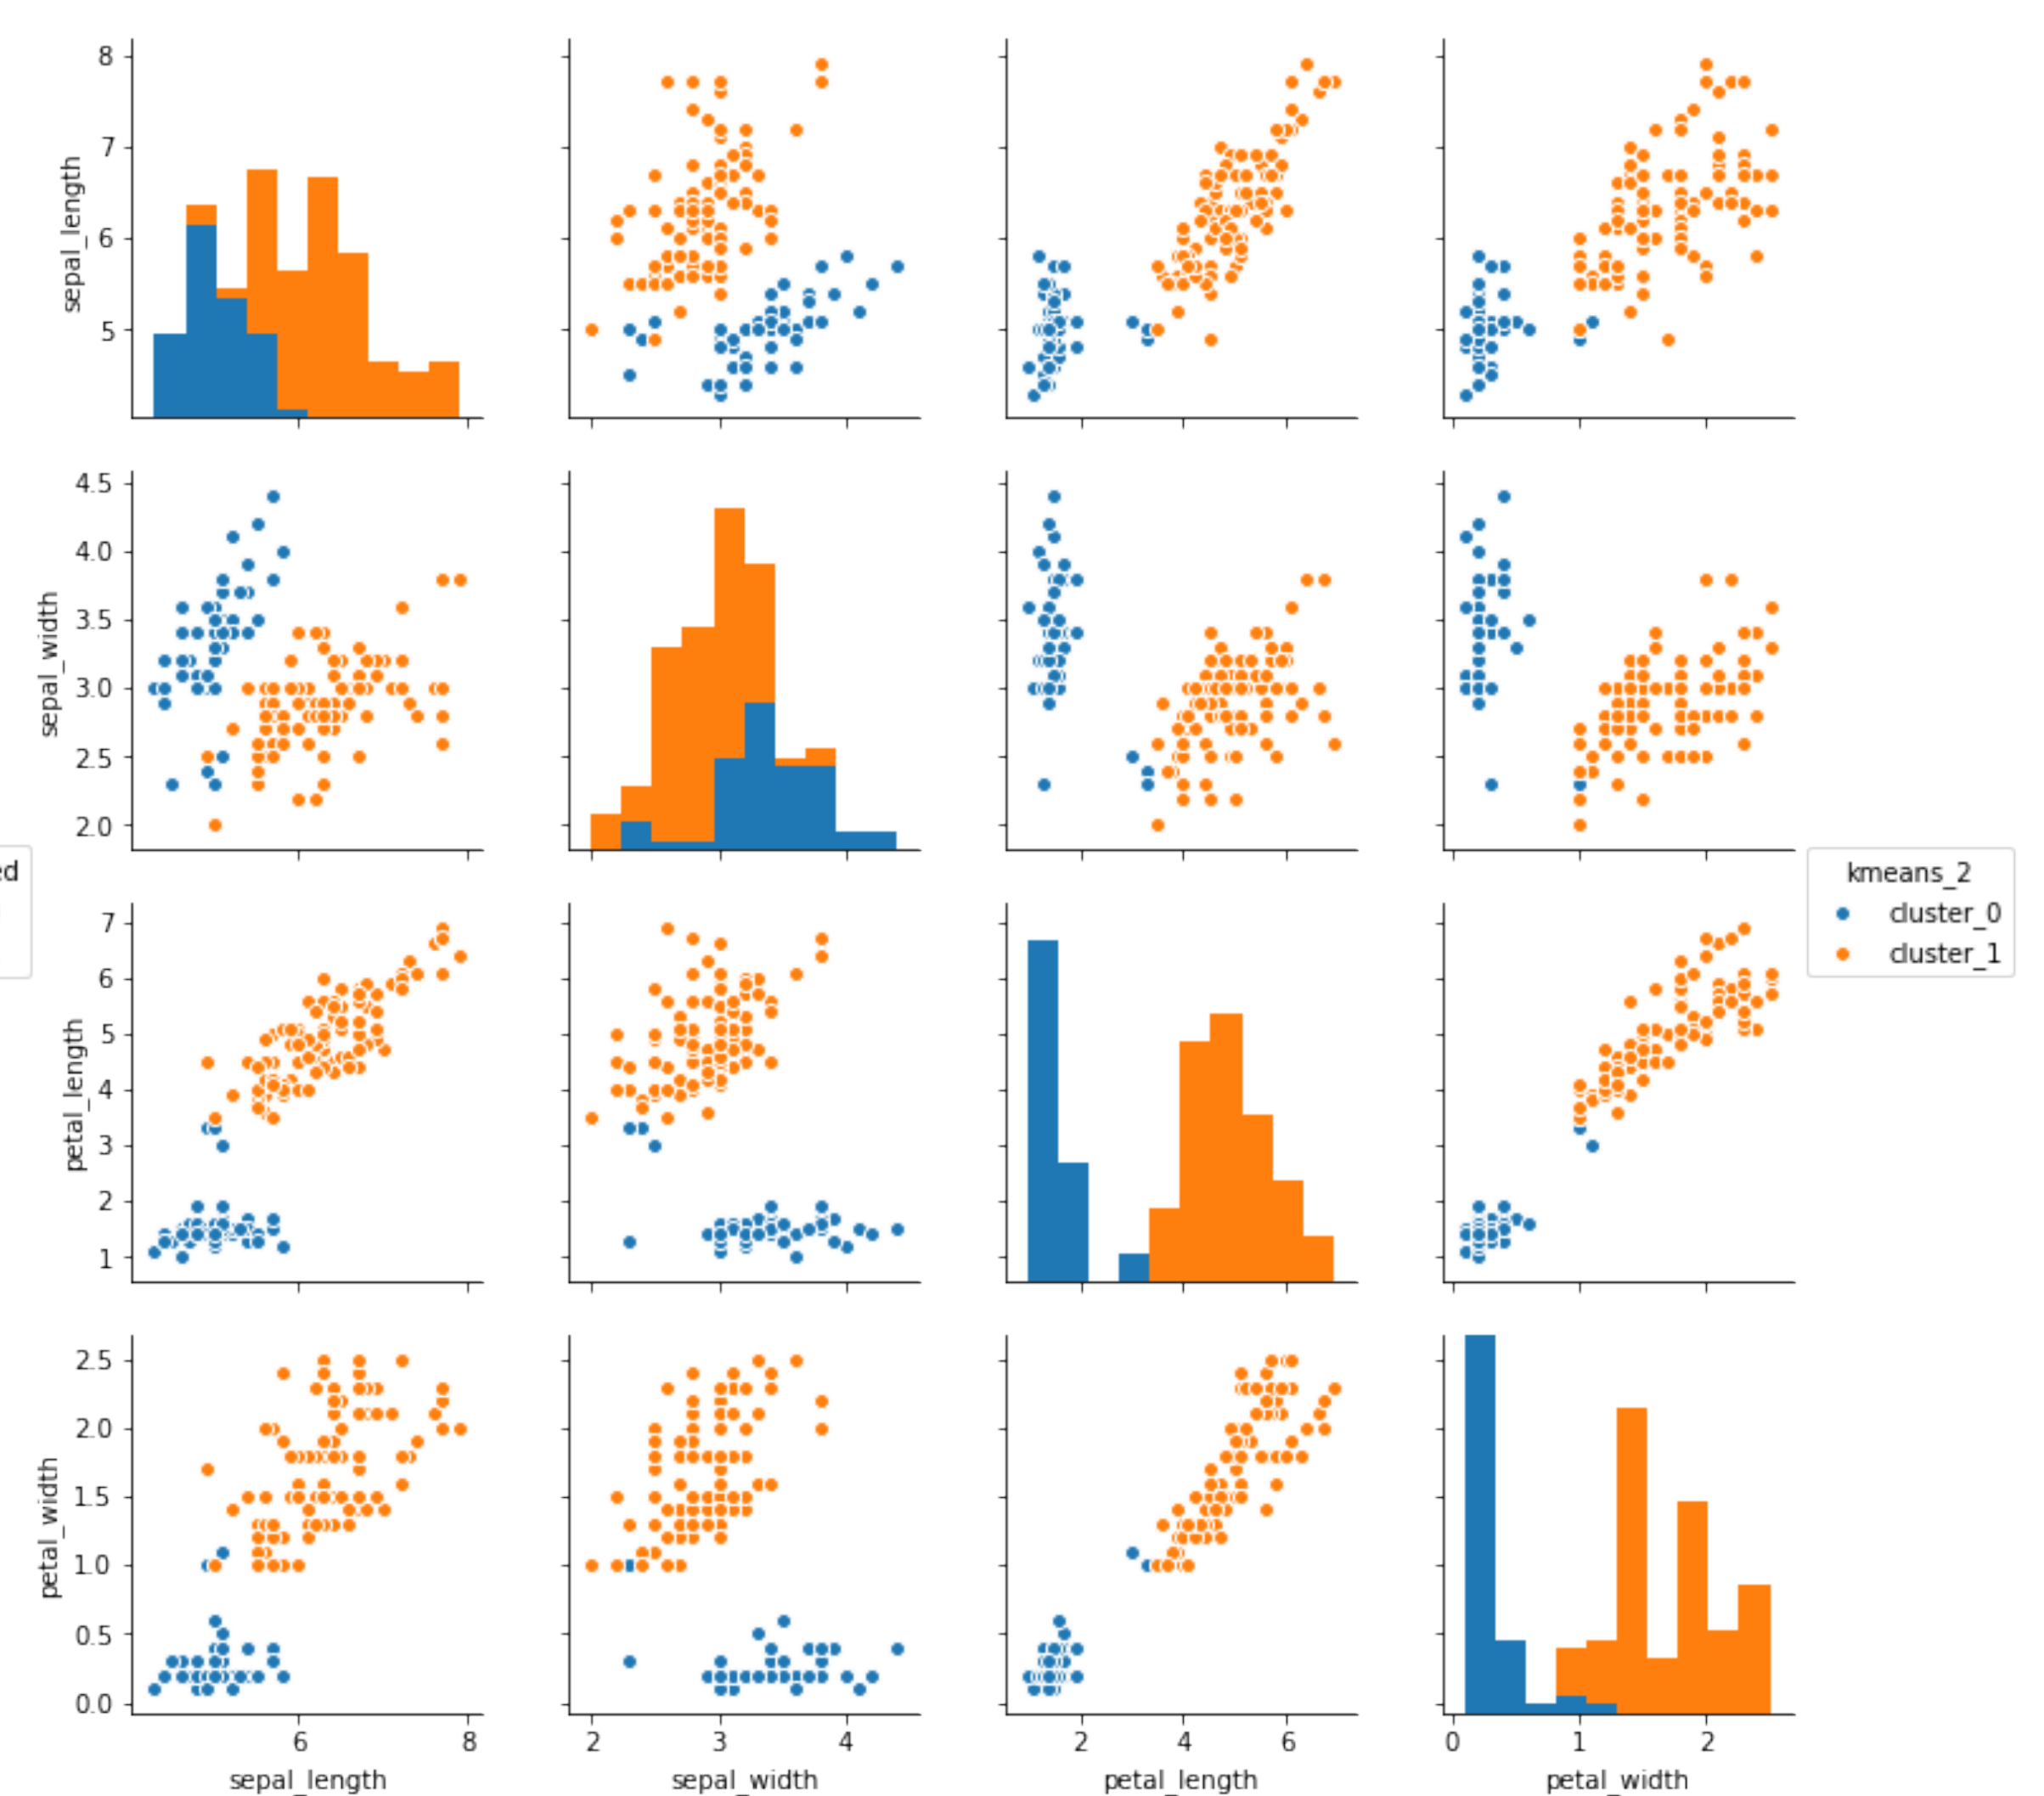 8
7
6
5
sepal_length
4.5
4.0
3.5
3.0
2.5
2.0
sepal_width
ed
kmeans_2
cluster_0
cluster_1
7
6
5
4
3
2
1
petal_length
2.5
2.0
1.5
1.0
0.5
0.0
petal_width
6 8 2 3 4 2 4 6 0 1 2
sepal_length sepal_width petal_length petal_width